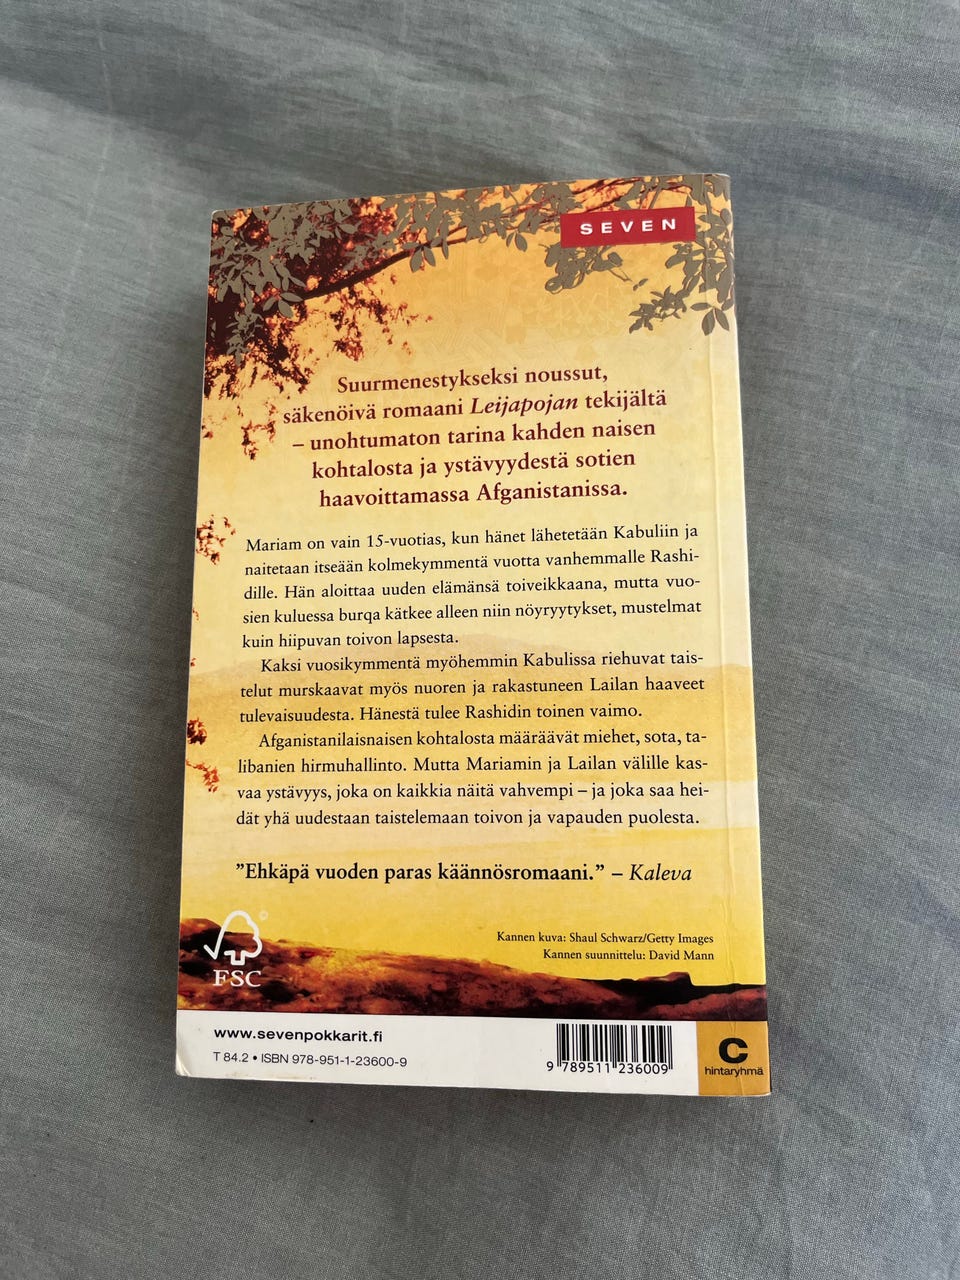 SEVEN
Suurmenestykseksi noussut,
säkenöivä romaani Leijapojan tekijältä
– unohtumaton tarina kahden naisen
kohtalosta ja ystävyydestä sotien
haavoittamassa Afganistanissa.
Mariam on vain 15-vuotias, kun hänet lähetetään Kabuliin ja
naitetaan itseään kolmekymmentä vuotta vanhemmalle Rashi-
dille. Hän aloittaa uuden elämänsä toiveikkaana, mutta vuo-
sien kuluessa burqa kätkee alleen niin nöyryytykset, mustelmat
kuin hiipuvan toivon lapsesta.
Kaksi vuosikymmentä myöhemmin Kabulissa riehuvat tais-
telut murskaavat myös nuoren ja rakastuneen Lailan haaveet
tulevaisuudesta. Hänestä tulee Rashidin toinen vaimo.
Afganistanilaisnaisen kohtalosta määräävät miehet, sota, ta-
libanien hirmuhallinto. Mutta Mariamin ja Lailan välille kas-
vaa ystävyys, joka on kaikkia näitä vahvempi – ja joka saa hei-
dät yhä uudestaan taistelemaan toivon ja vapauden puolesta.
”Ehkäpä vuoden paras käännösromaani.” – Kaleva
Kannen kuva: Shaul Schwarz/Getty Images
Kannen suunnittelu: David Mann
©
FSC
www.sevenpokkarit.fi
T 84.2 • ISBN 978-951-1-23600-9
9 789511 236009
C
hintaryhmä